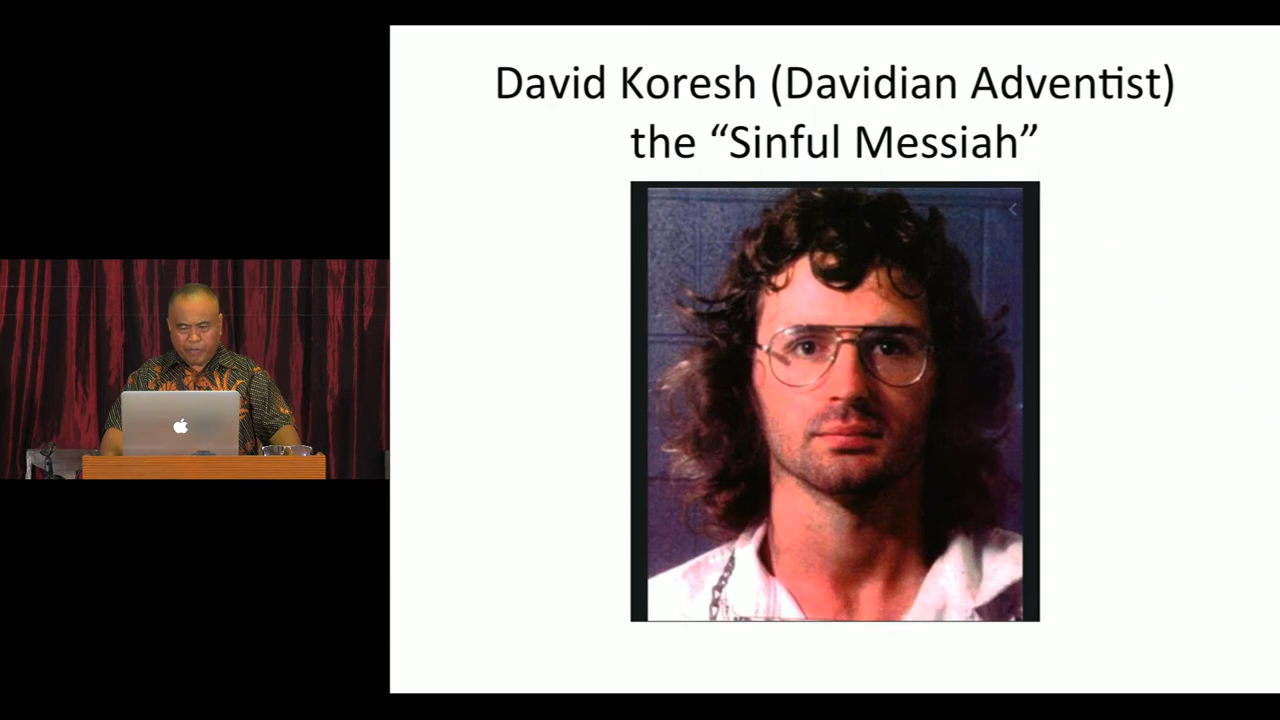 David Koresh (Davidian Adventist)
the “Sinful Messiah”